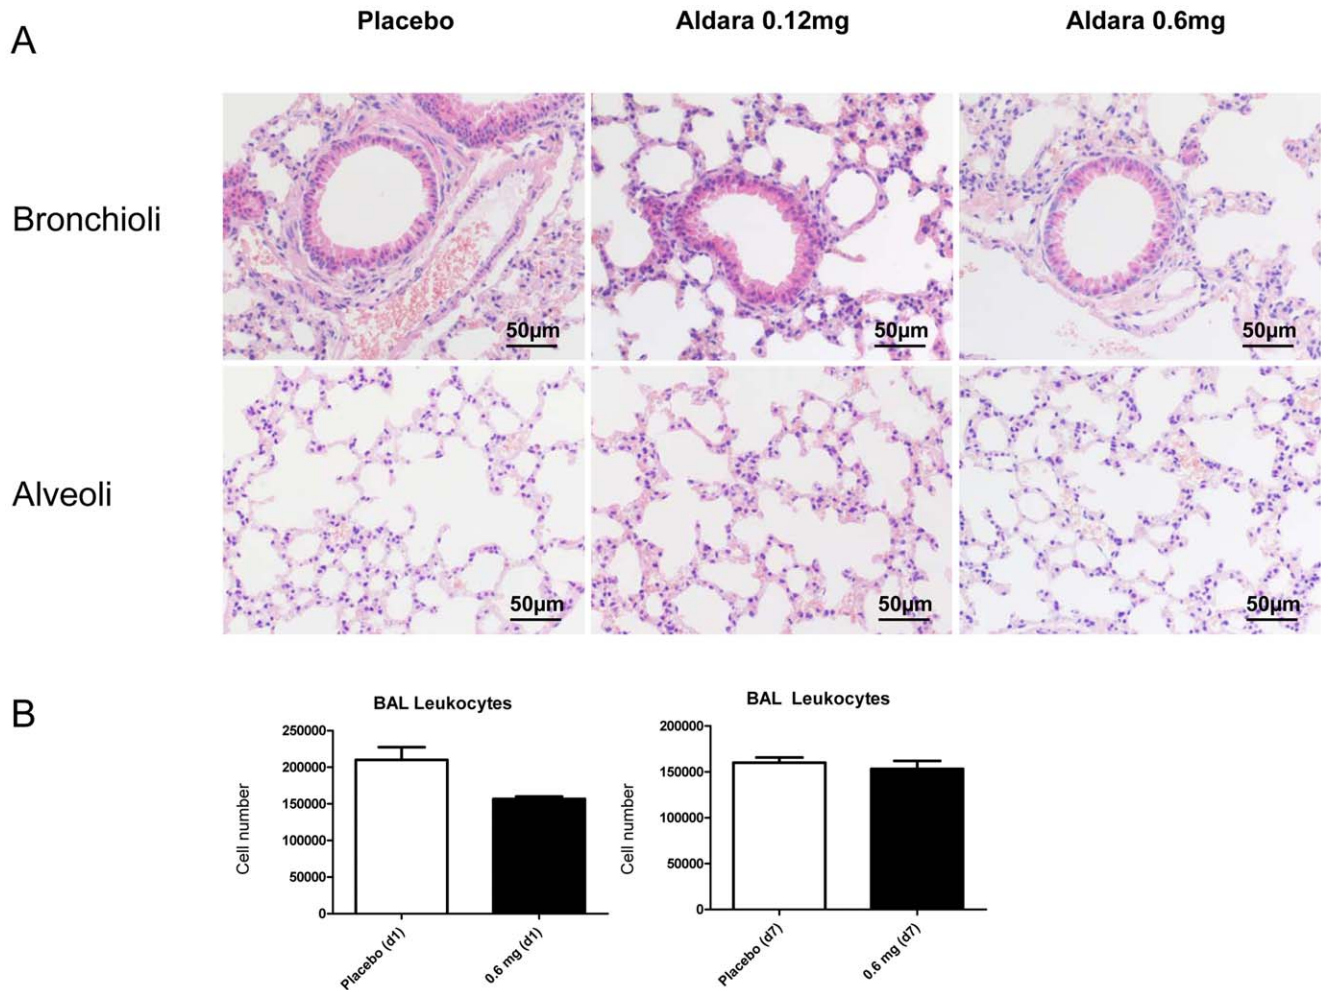 A
Placebo
Aldara 0.12mg
Aldara 0.6mg
Bronchioli
50µm
50µm
50µm
Alveoli
50µm
50µm
50µm
B
BAL Leukocytes
Cell number
250000
200000
150000
100000
50000
0
Placebo (d1)
0.6 mg (d1)
BAL Leukocytes
Cell number
200000
150000
100000
50000
0
Placebo (d7)
0.6 mg (d7)